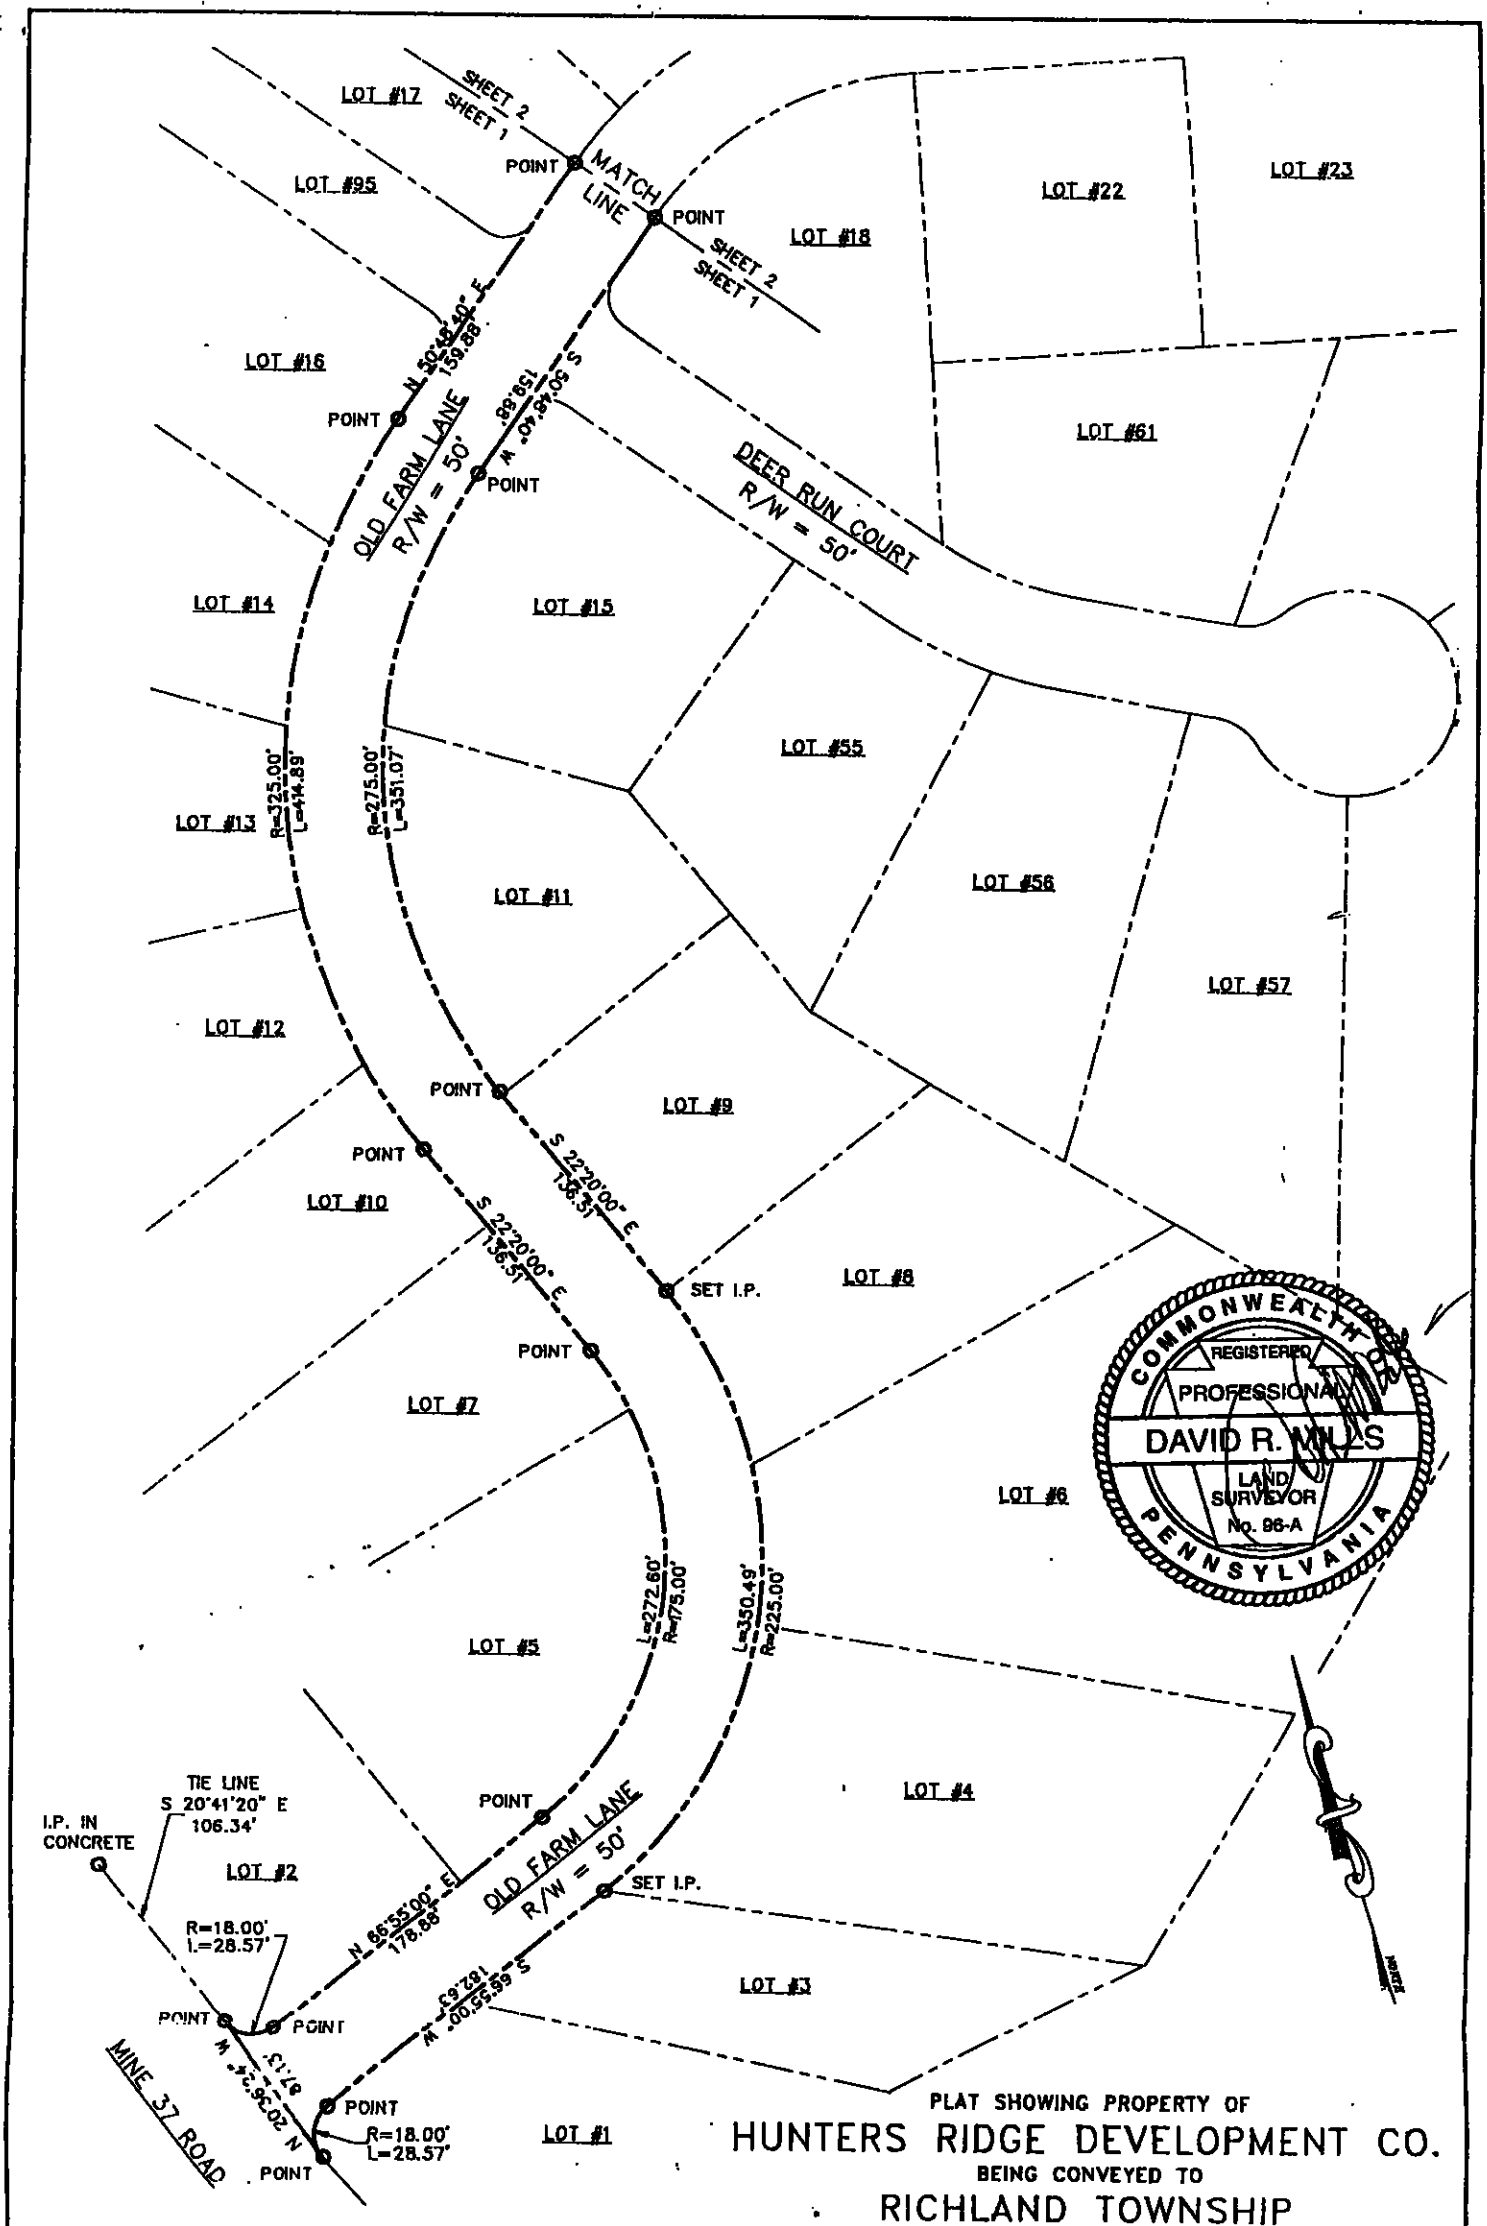 LOT #17
SHEET 2
SHEET 1
LOT #95
POINT
MATCH
LINE
POINT
LOT #18
LOT #22
LOT #23
SHEET 2
SHEET 1
LOT #16
N 50°48'40" E
159.88'
POINT
S 50°48'40" W
159.88'
POINT
OLD FARM LANE
R/W = 50'
DEER RUN COURT
R/W = 50'
LOT #61
LOT #14
LOT #15
LOT #55
LOT #13
R=325.00'
L=414.89'
R=275.00'
L=351.07'
LOT #11
LOT #56
LOT #57
LOT #12
POINT
LOT #9
POINT
LOT #10
S 22°20'00" E
136.51'
S 22°20'00" E
136.51'
SET I.P.
LOT #8
POINT
LOT #7
COMMONWEALTH OF
REGISTERED
PROFESSIONAL
DAVID R. MILLS
LAND
SURVEYOR
No. 96-A
PENNSYLVANIA
LOT #6
L=272.60'
R=175.00'
L=350.49'
R=225.00'
LOT #5
TIE LINE
S 20°41'20" E
106.34'
I.P. IN
CONCRETE
LOT #2
POINT
OLD FARM LANE
R/W = 50'
LOT #4
SET I.P.
R=18.00'
L=28.57'
N 66°55'00" E
178.88'
S 66°55'00" W
182.63'
LOT #3
NORTH
POINT
POINT
N 20°36'24" W
87.13'
MINE 37 ROAD
POINT
R=18.00'
L=28.57'
POINT
LOT #1
PLAT SHOWING PROPERTY OF
HUNTERS RIDGE DEVELOPMENT CO.
BEING CONVEYED TO
RICHLAND TOWNSHIP